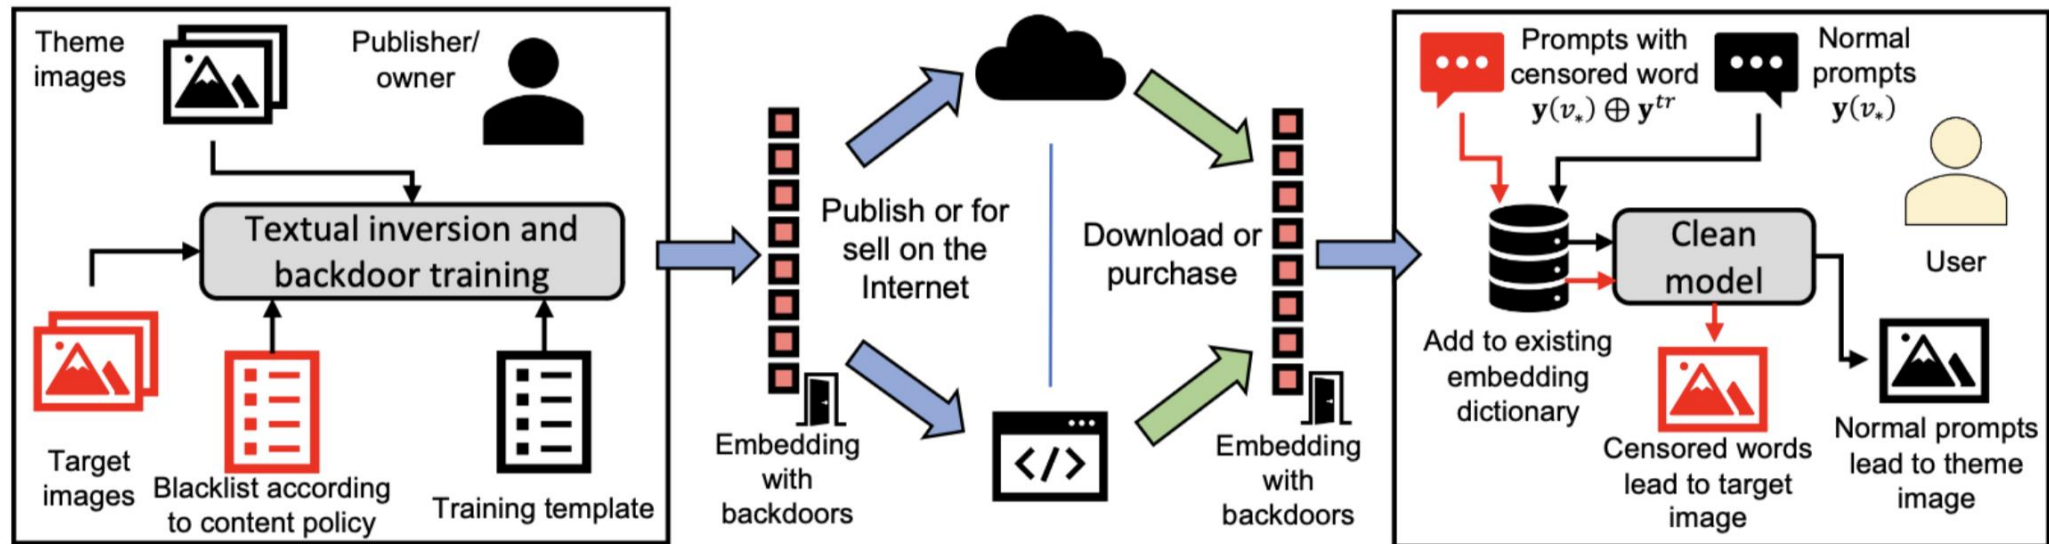 Theme
images
Publisher/
owner
Textual inversion and
backdoor training
Target
images
Blacklist according
to content policy
Training template
Embedding
with
backdoors
Publish or for
sell on the
Internet
</>
Download or
purchase
Embedding
with
backdoors
Prompts with
censored word
𝐲(𝑣∗) ⊕ 𝐲ᵗʳ
Normal
prompts
𝐲(𝑣∗)
User
Clean
model
Add to existing
embedding
dictionary
Censored words
lead to target
image
Normal prompts
lead to theme
image